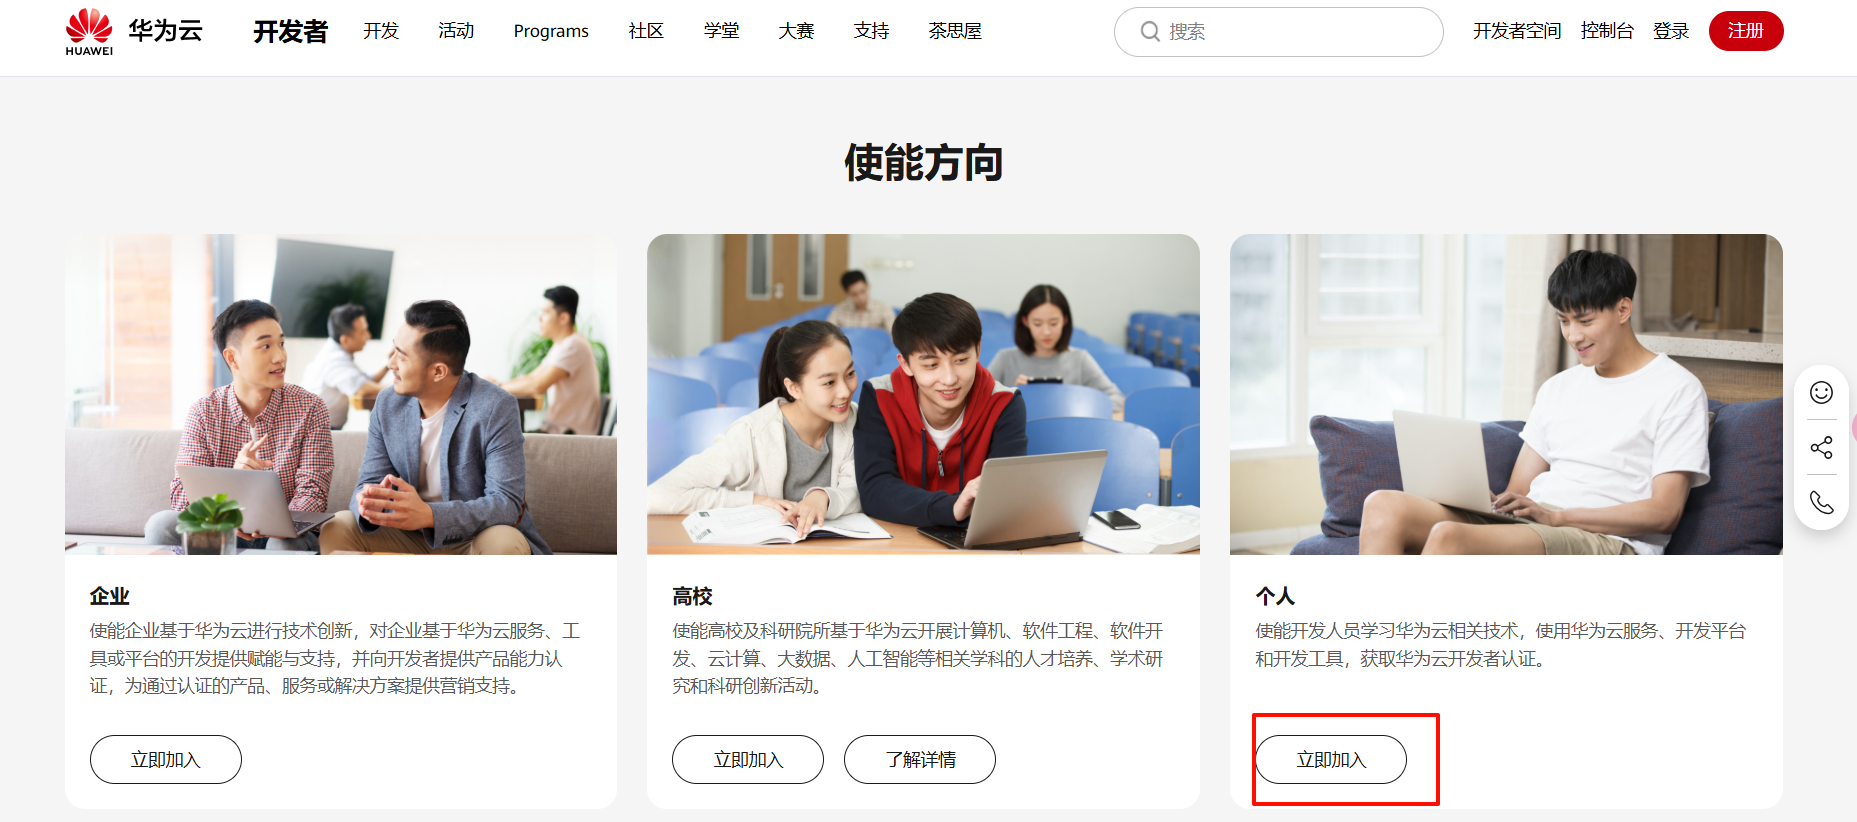 HUAWEI 华为云 开发者 开发 活动 Programs 社区 学堂 大赛 支持 茶思屋 搜索 开发者空间 控制台 登录 注册
使能方向
企业
使能企业基于华为云进行技术创新，对企业基于华为云服务、工
具或平台的开发提供赋能与支持，并向开发者提供产品能力认
证，为通过认证的产品、服务或解决方案提供营销支持。
立即加入
高校
使能高校及科研院所基于华为云开展计算机、软件工程、软件开
发、云计算、大数据、人工智能等相关学科的人才培养、学术研
究和科研创新活动。
立即加入 了解详情
个人
使能开发人员学习华为云相关技术，使用华为云服务、开发平台
和开发工具，获取华为云开发者认证。
立即加入